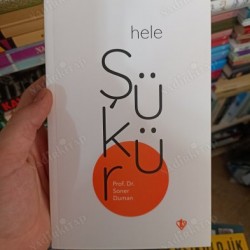 hele
Şükür
Prof. Dr.
Soner
Duman